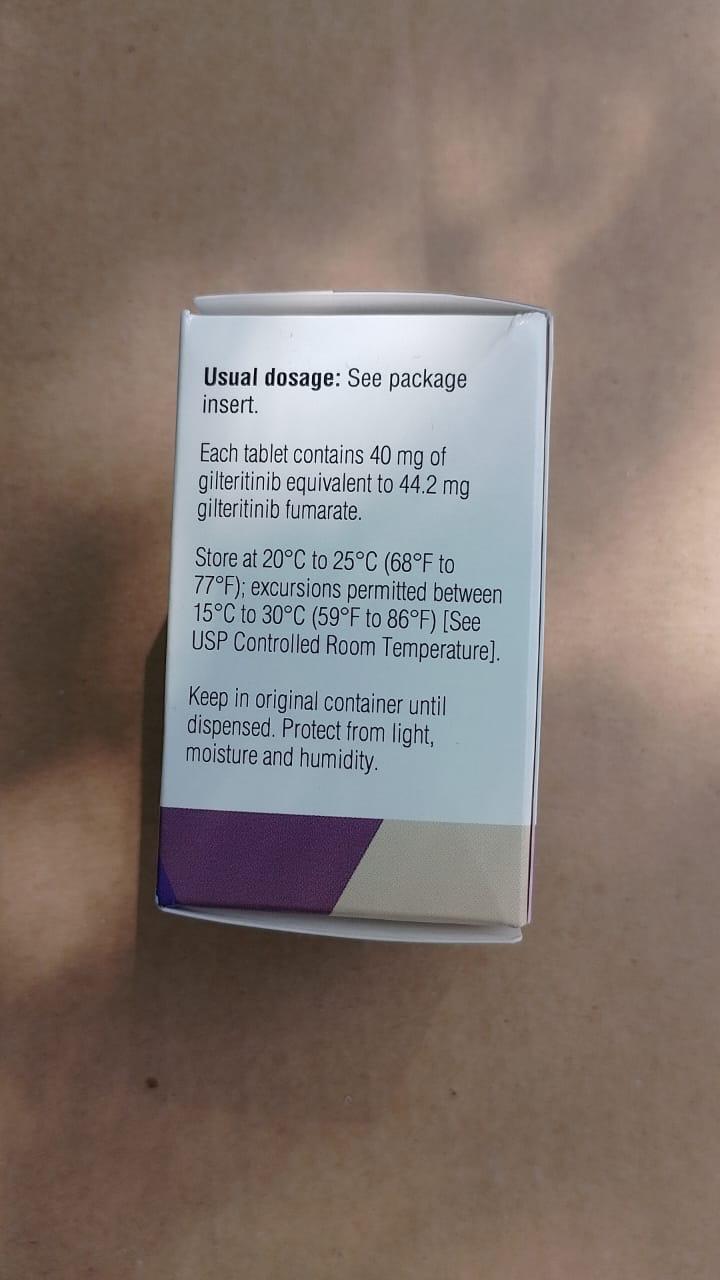 Usual dosage: See package
insert.
Each tablet contains 40 mg of
gilteritinib equivalent to 44.2 mg
gilteritinib fumarate.
Store at 20°C to 25°C (68°F to
77°F); excursions permitted between
15°C to 30°C (59°F to 86°F) [See
USP Controlled Room Temperature].
Keep in original container until
dispensed. Protect from light,
moisture and humidity.